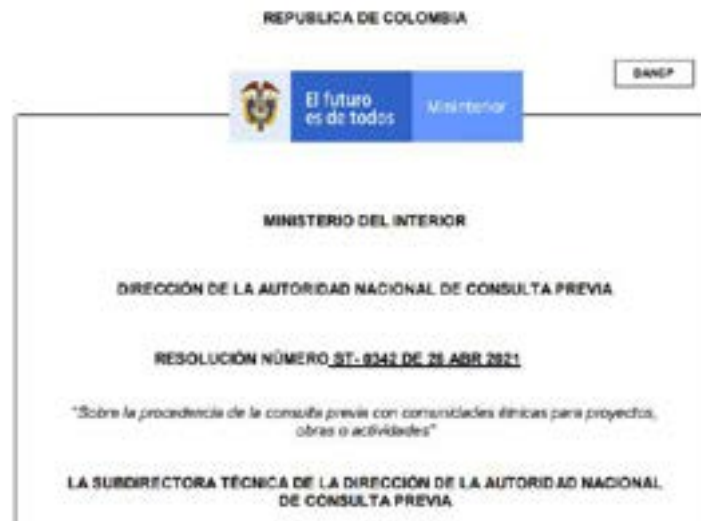 REPUBLICA DE COLOMBIA
DANCP
El futuro
es de todos
Mininterior
MINISTERIO DEL INTERIOR
DIRECCIÓN DE LA AUTORIDAD NACIONAL DE CONSULTA PREVIA
RESOLUCIÓN NÚMERO ST- 0342 DE 28 ABR 2021
"Sobre la procedencia de la consulta previa con comunidades étnicas para proyectos,
obras o actividades"
LA SUBDIRECTORA TÉCNICA DE LA DIRECCIÓN DE LA AUTORIDAD NACIONAL
DE CONSULTA PREVIA